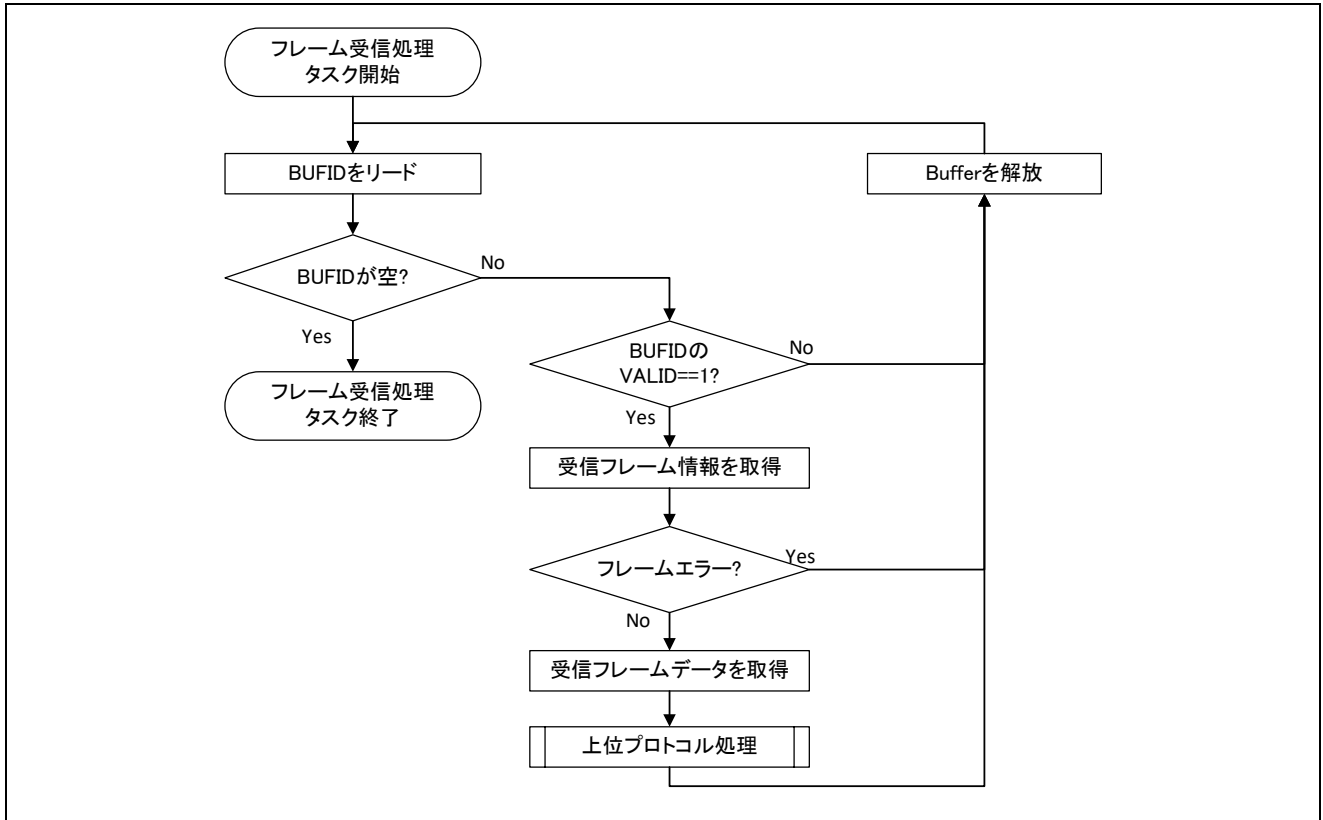 フレーム受信処理
タスク開始
BUFIDをリード
Bufferを解放
BUFIDが空?
No
Yes
BUFIDの
VALID==1?
No
フレーム受信処理
タスク終了
Yes
受信フレーム情報を取得
フレームエラー?
Yes
No
受信フレームデータを取得
上位プロトコル処理